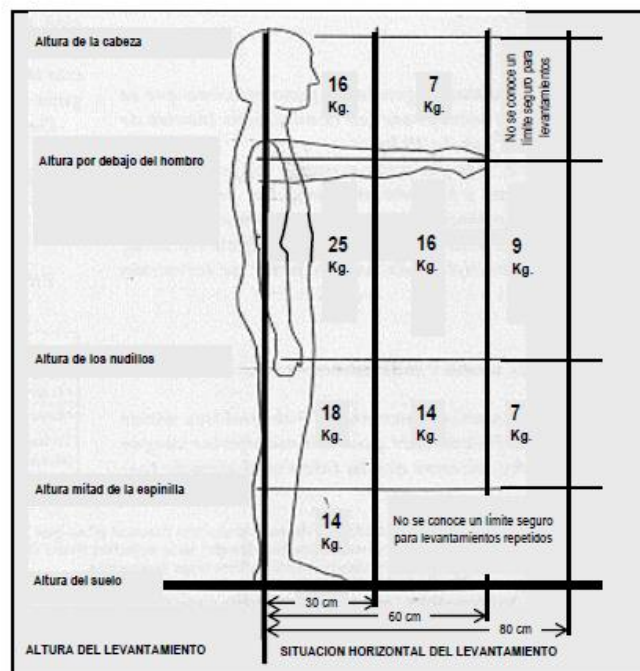 Altura de la cabeza
16
Kg.
7
Kg.
No se conoce un
límite seguro para
levantamientos
Altura por debajo del hombro
25
Kg.
16
Kg.
9
Kg.
Altura de los nudillos
18
Kg.
14
Kg.
7
Kg.
Altura mitad de la espinilla
14
Kg.
No se conoce un límite seguro
para levantamientos repetidos
Altura del suelo
30 cm
60 cm
80 cm
ALTURA DEL LEVANTAMIENTO
SITUACION HORIZONTAL DEL LEVANTAMIENTO